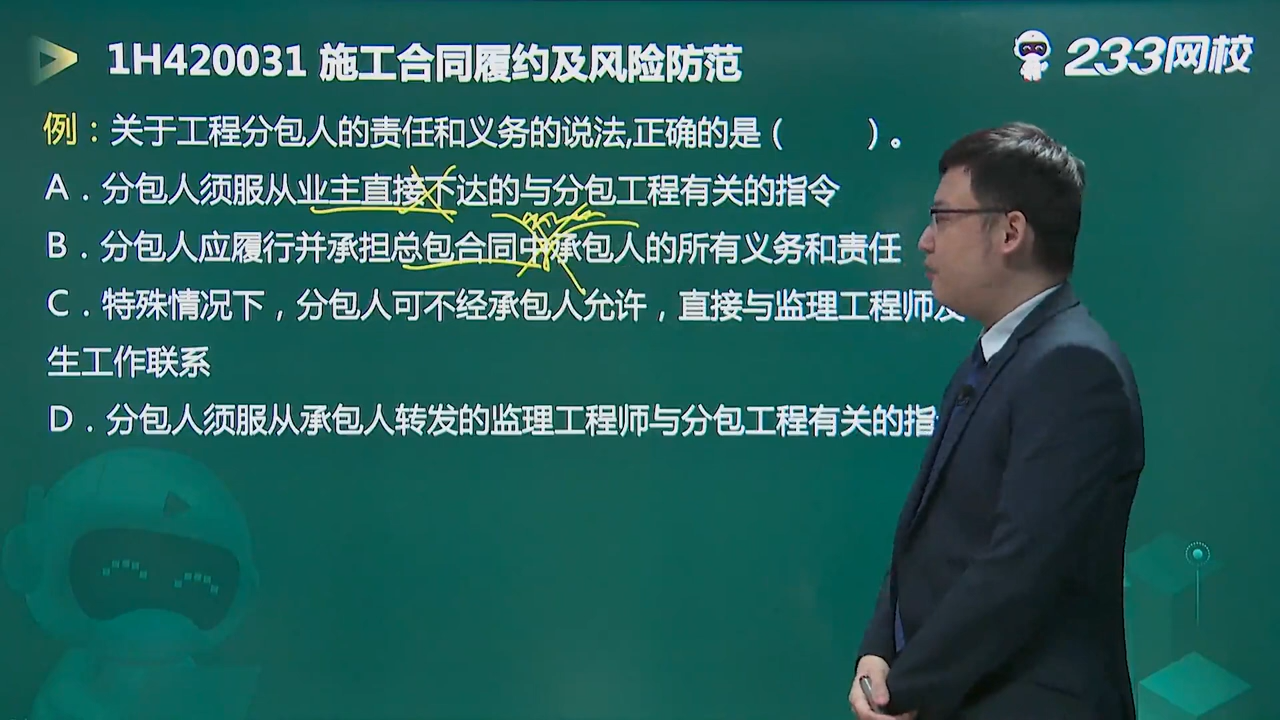 1H420031 施工合同履约及风险防范
233网校
例：关于工程分包人的责任和义务的说法,正确的是（　　）。
A．分包人须服从业主直接下达的与分包工程有关的指令
B．分包人应履行并承担总包合同中承包人的所有义务和责任
C．特殊情况下，分包人可不经承包人允许，直接与监理工程师发
生工作联系
D．分包人须服从承包人转发的监理工程师与分包工程有关的指